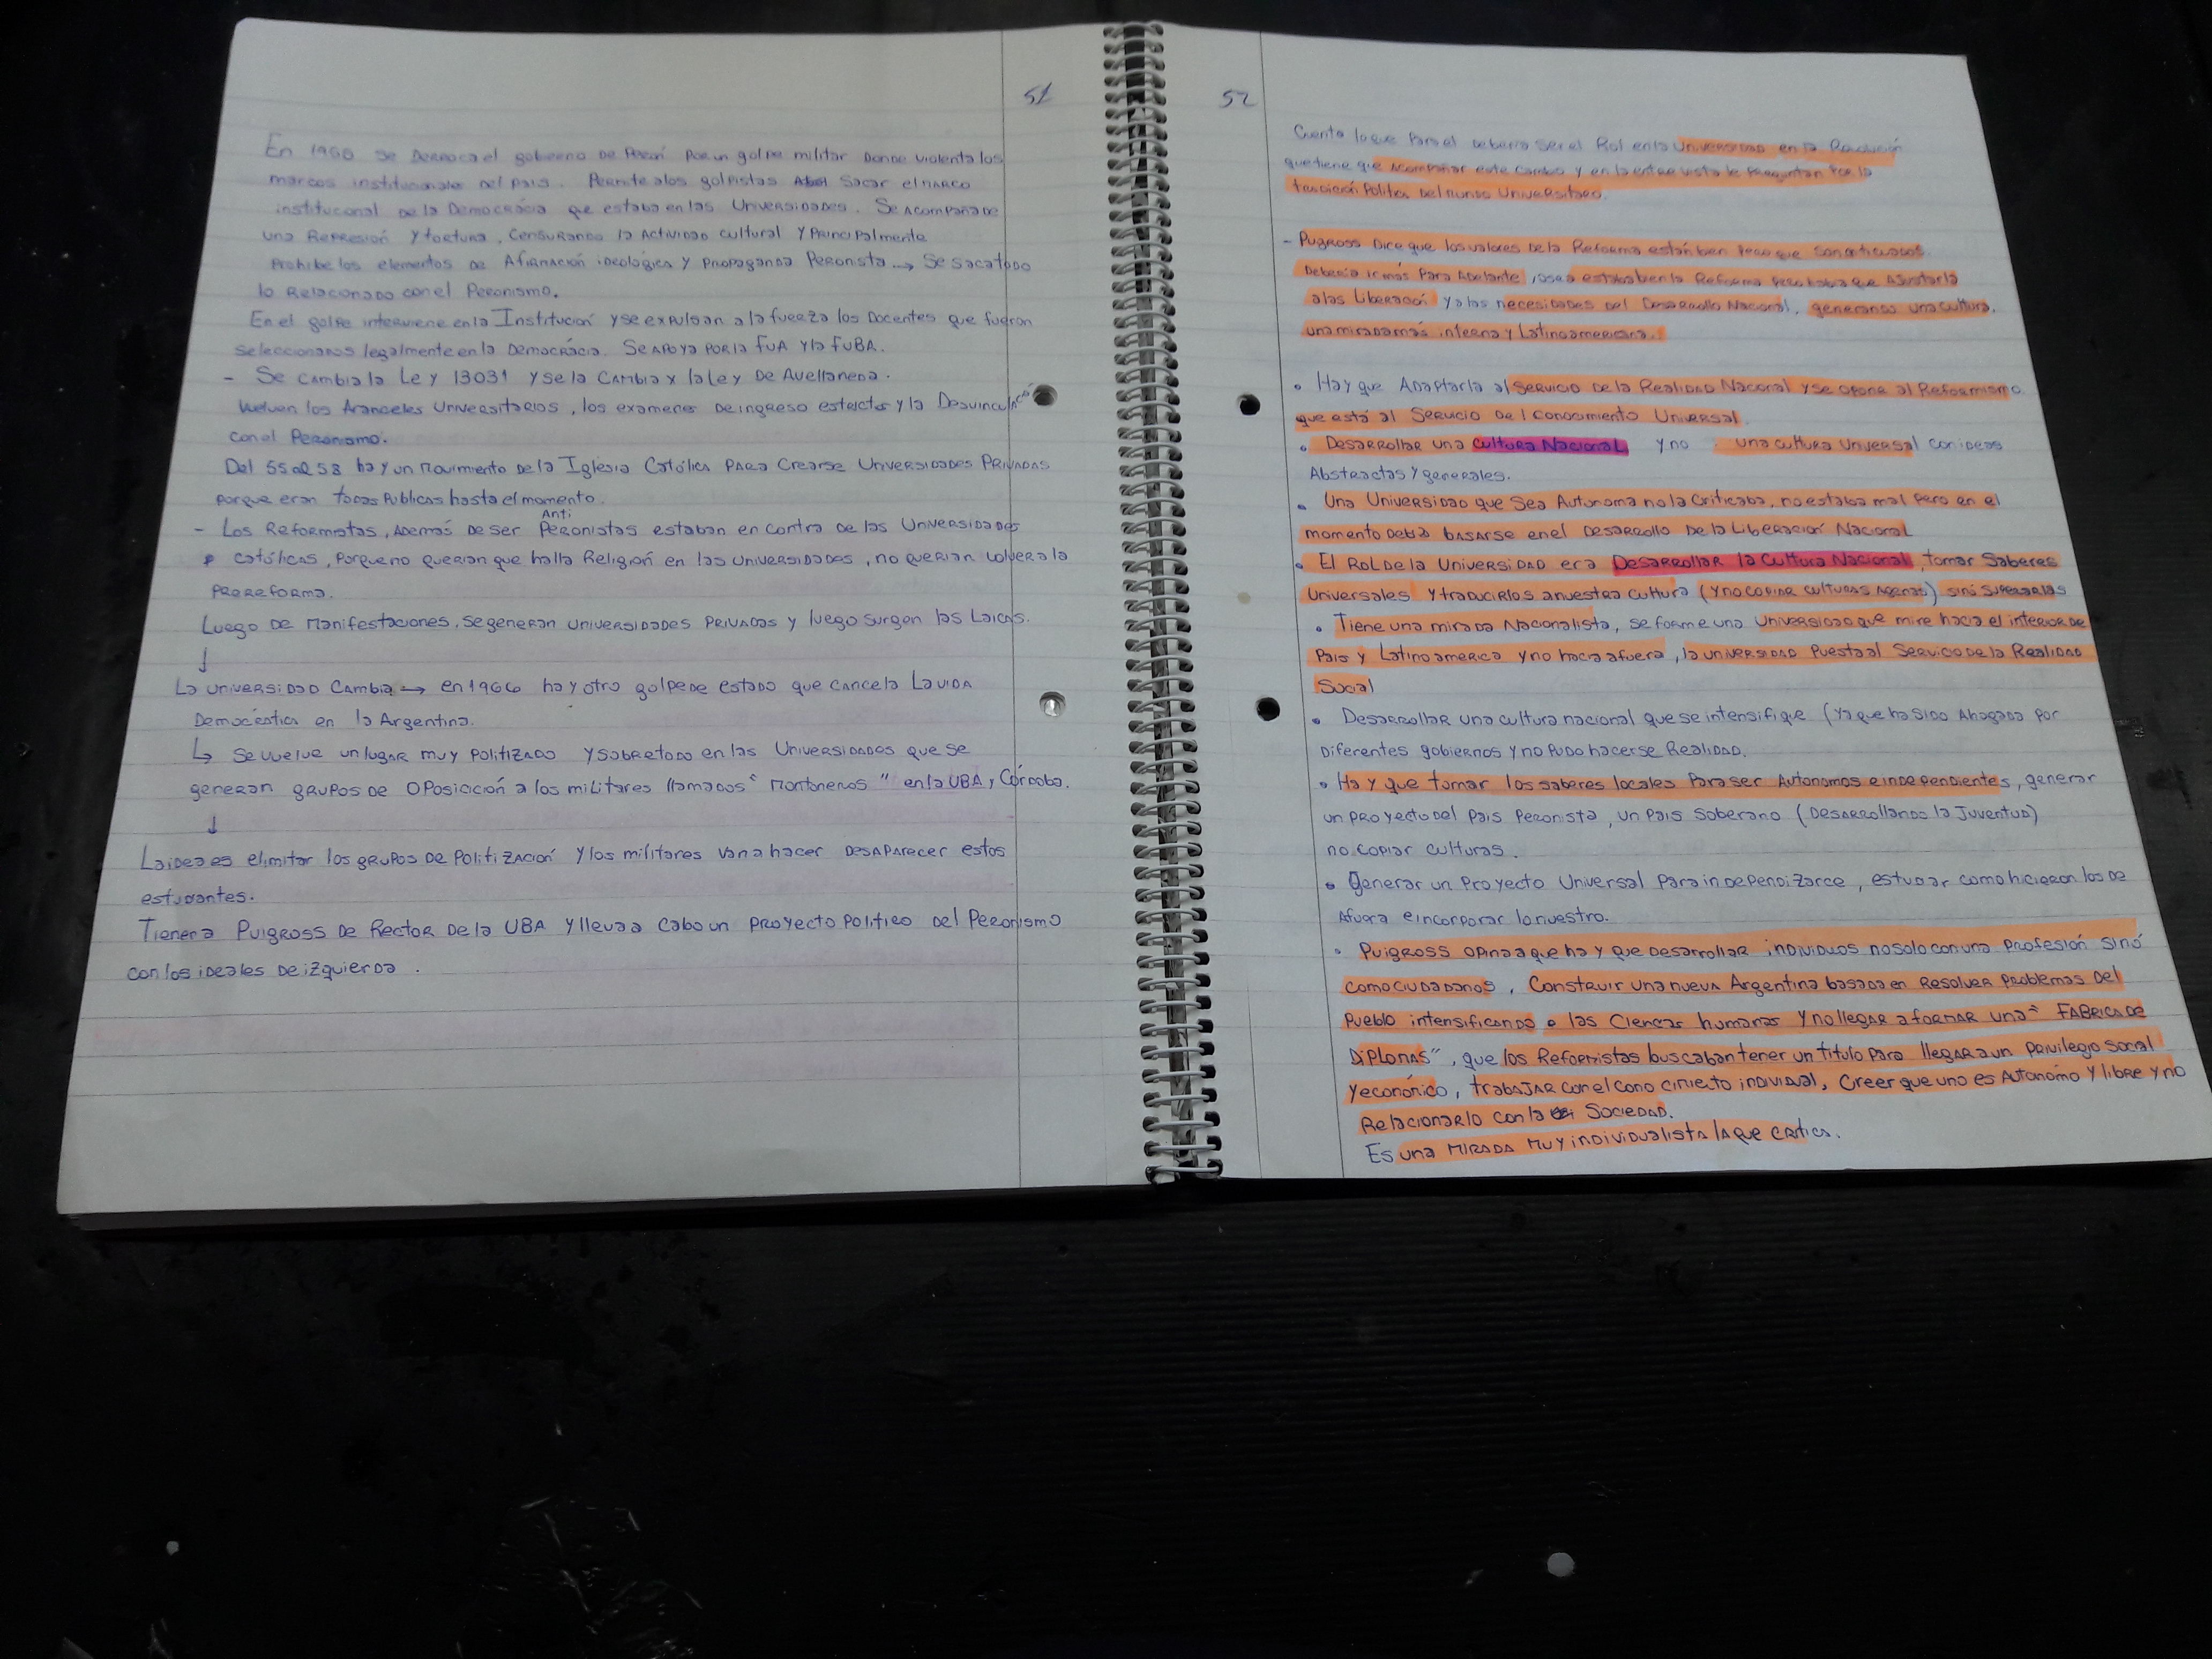 51
En 1955 se Derroca el gobierno De Perón por un golpe militar Donde violenta los
marcos institucionales Del pais. Permite alos golpistas Sacar el marco
institucional De la Democrácia que estaba en las Universidades. Se acompaña De
una Represión y tortura, Censurando la Actividad cultural y Principalmente
Prohibe los elementos de Afirmación ideológica y propaganda Peronista → Se saca todo
lo Relacionado con el Peronismo.
En el golpe interviene en la Institución y se expulsan a la fuerza los Docentes que fueron
seleccionados legalmente en la Democrácia. Se apoya por la FUA y la FUBA.
- Se cambia la Ley 13031 y se la cambia x la ley De Avellaneda.
Vuelven los Aranceles Universitarios, los examenes De ingreso estrictos y la Desvinculació
con el Peronismo.
Del 55 al 58 hay un movimiento De la Iglesia Católica para Crearse Universidades Privadas
porque eran todas Publicas hasta el momento.
- Los Reformistas, Además De ser Anti Peronistas estaban en contra De las Universidades
católicas, porque no querian que halla Religión en las universidades, no querian volver a la
prereforma.
Luego De manifestaciones, se generan universidades privadas y luego surgen las Laicas.
↓
La universidad Cambia → en 1966 hay otro golpe De estado que cancela La vida
Democratica en la Argentina.
↳ Se vuelve un lugar muy politizado y sobretodo en las Universidades que se
generan grupos De Oposición a los militares llamados "Montoneros" en la UBA y Córdoba.
↓
La idea es elimitar los grupos De Politización y los militares van a hacer Desaparecer estos
estudiantes.
Tienen a Puigross De Rector De la UBA y lleva a cabo un proyecto Politico Del Peronismo
con los ideales De izquierda.
52
Cuenta lo que Para el deberia ser el Rol en la Universidad en la Revolución
que tiene que acompañar este cambio y en la entrevista le preguntan por la
tradición Politica Del mundo Universitario.
- Pugross Dice que los valores De la Reforma están bien pero que son anticuados.
Deberia ir más Para Adelante, osea estaba bien la Reforma pero habia que Ajustarla
a las Liberación y a las necesidades Del Desarrollo Nacional, generando una cultura,
una mirada más interna y Latinoamericana.
• Hay que Adaptarla al Servicio De la Realidad Nacional y se opone al Reformismo
que está al Servicio De l Conocimiento Universal.
• Desarrollar una Cultura Nacional y no una cultura Universal con ideas
Abstractas y generales.
• Una Universidad que sea Autonoma no la criticaba, no estaba mal pero en el
momento Debia basarse en el Desarrollo De la Liberación Nacional
• El Rol De la Universidad era Desarrollar la Cultura Nacional, tomar Saberes
Universales y traducirlos a nuestra cultura (y no copiar culturas Agenas) sinó superarlas
• Tiene una mirada Nacionalista, se forme una Universidad que mire hacia el interior De
Pais y Latinoamerica y no hacia afuera, la universidad Puesta al Servicio De la Realidad
Social
• Desarrollar una cultura nacional que se intensifique (ya que ha sido Ahogada por
Diferentes gobiernos y no Pudo hacerse Realidad.
• Hay que tomar los saberes locales Para ser Autonomos e independientes, generar
un proyecto Del Pais Peronista, un Pais Soberano (Desarrollando la Juventud)
no copiar culturas.
• Generar un Proyecto Universal Para independizarce, estudiar como hicieron los de
Afuera e incorporar lo nuestro.
• Puigross Opinaa que hay que Desarrollar individuos no solo con una profesión sinó
como ciudadanos, Construir una nueva Argentina basada en Resolver problemas Del
Pueblo intensificando las Ciencas humanas y no llegar a formar una "Fabrica De
Diplomas", que los Reformistas buscaban tener un titulo para llegar a un privilegio social
y económico, trabajar con el cono cimiecto individual, Creer que uno es Autonomo y libre y no
Relacionarlo con la Sociedad.
Es una mirada muy individualista la que critica.